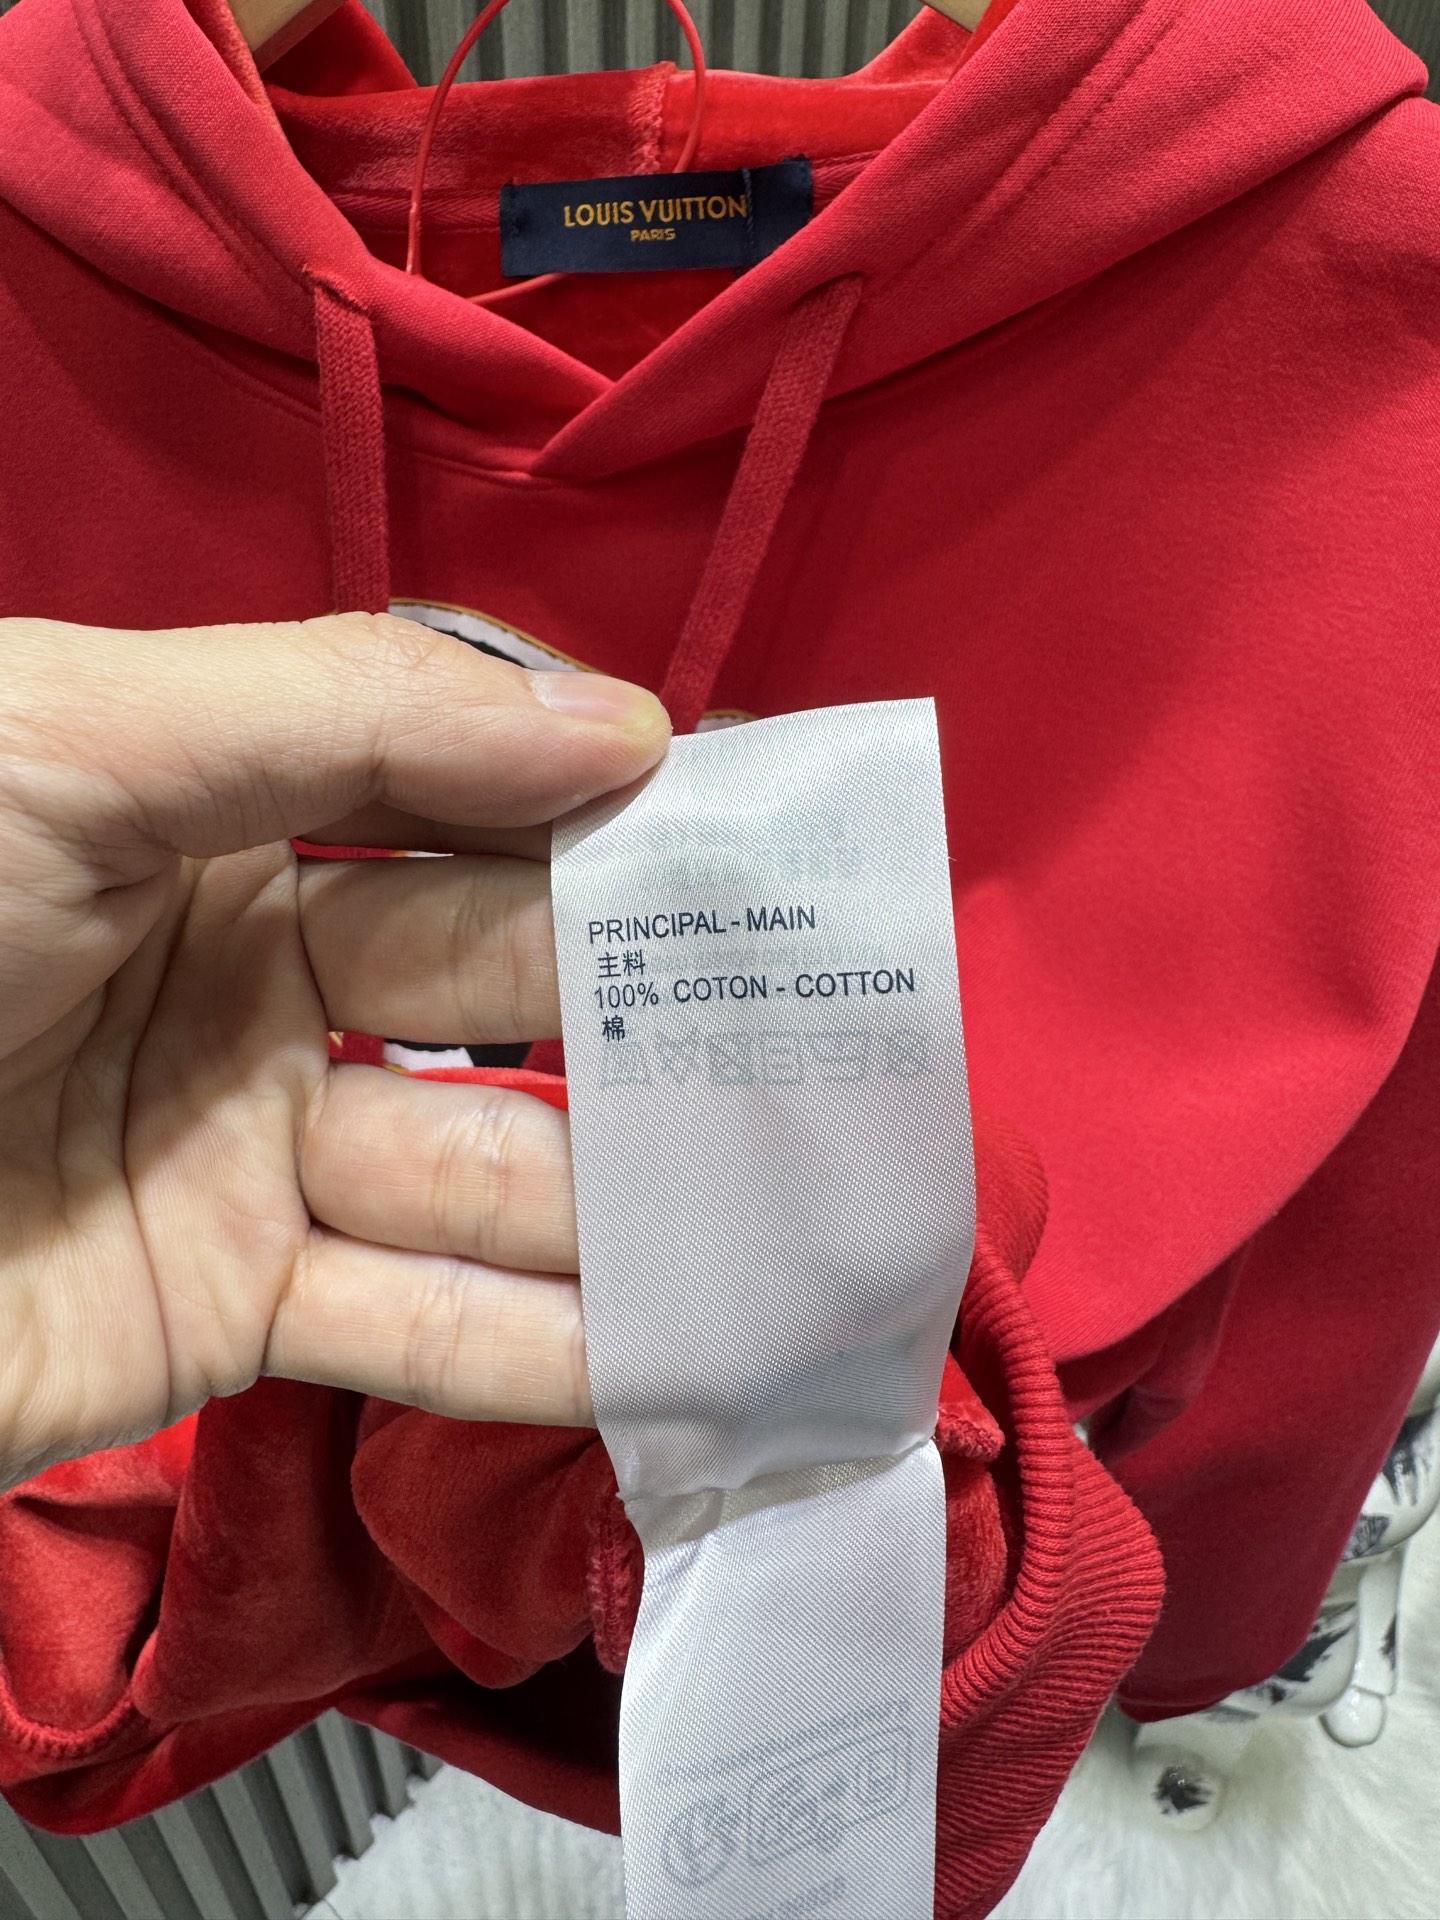 LOUIS VUITTON
PARIS
PRINCIPAL - MAIN
主料
100% COTON - COTTON
棉